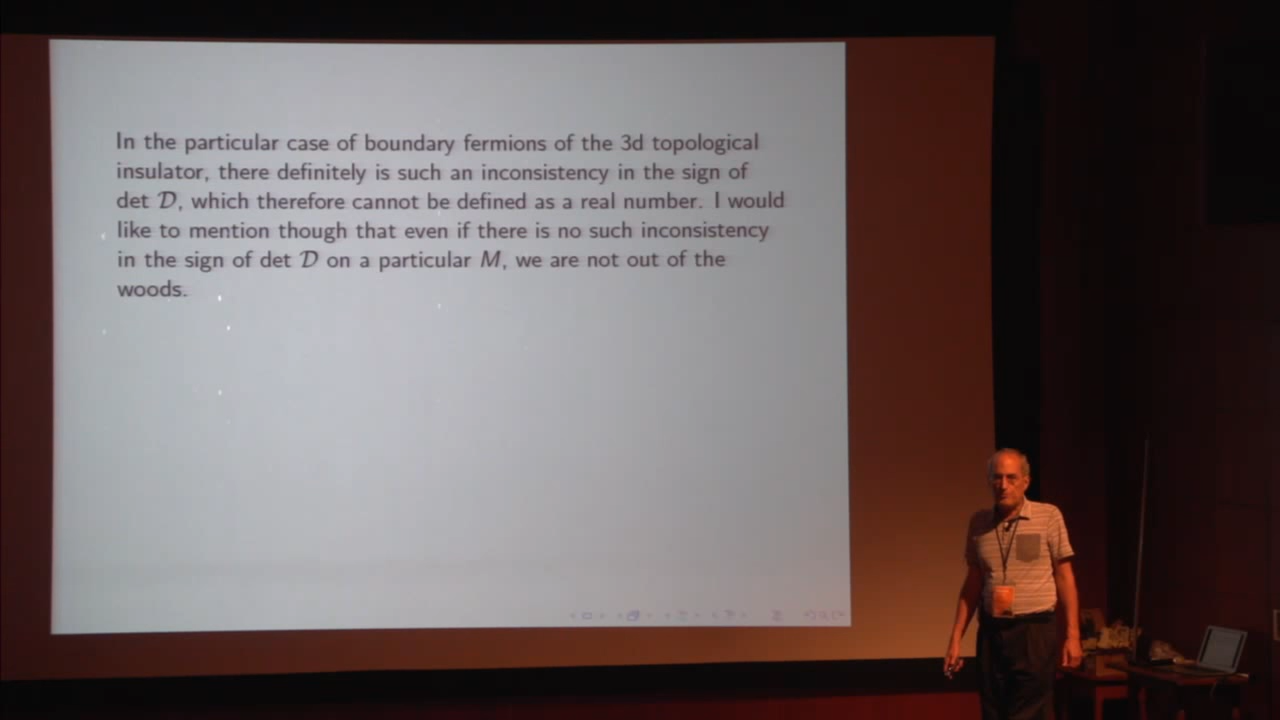 In the particular case of boundary fermions of the 3d topological
insulator, there definitely is such an inconsistency in the sign of
det 𝒟, which therefore cannot be defined as a real number. I would
like to mention though that even if there is no such inconsistency
in the sign of det 𝒟 on a particular M, we are not out of the
woods.